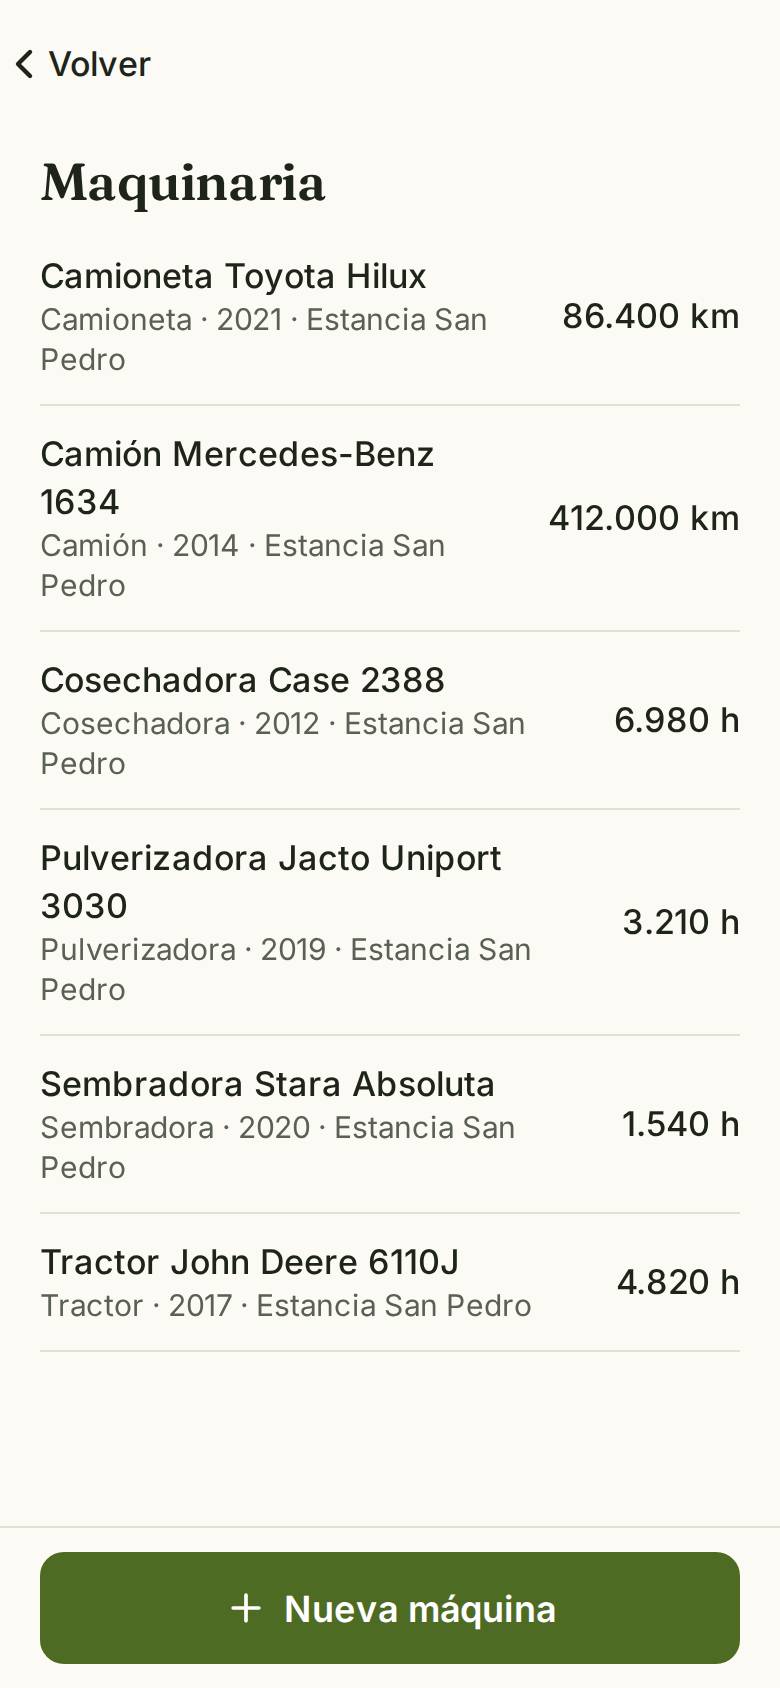 Volver
Maquinaria
Camioneta Toyota Hilux
Camioneta · 2021 · Estancia San
Pedro
86.400 km
Camión Mercedes-Benz
1634
Camión · 2014 · Estancia San
Pedro
412.000 km
Cosechadora Case 2388
Cosechadora · 2012 · Estancia San
Pedro
6.980 h
Pulverizadora Jacto Uniport
3030
Pulverizadora · 2019 · Estancia San
Pedro
3.210 h
Sembradora Stara Absoluta
Sembradora · 2020 · Estancia San
Pedro
1.540 h
Tractor John Deere 6110J
Tractor · 2017 · Estancia San Pedro
4.820 h
+ Nueva máquina